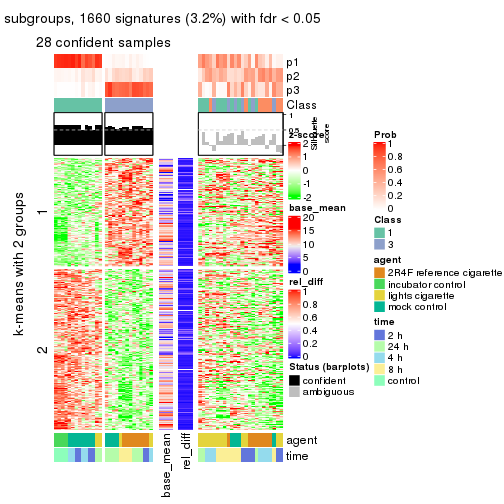 subgroups, 1660 signatures (3.2%) with fdr < 0.05
28 confident samples
p1
p2
p3
Class
1
0.5
0
Silhouette
score
k-means with 2 groups
1
2
z-score
2
1
0
-1
-2
base_mean
20
15
10
5
0
rel_diff
1
0.8
0.6
0.4
0.2
0
Status (barplots)
confident
ambiguous
Prob
1
0.8
0.6
0.4
0.2
0
Class
1
3
agent
2R4F reference cigarette
incubator control
lights cigarette
mock control
time
2 h
24 h
4 h
8 h
control
agent
time
base_mean
rel_diff